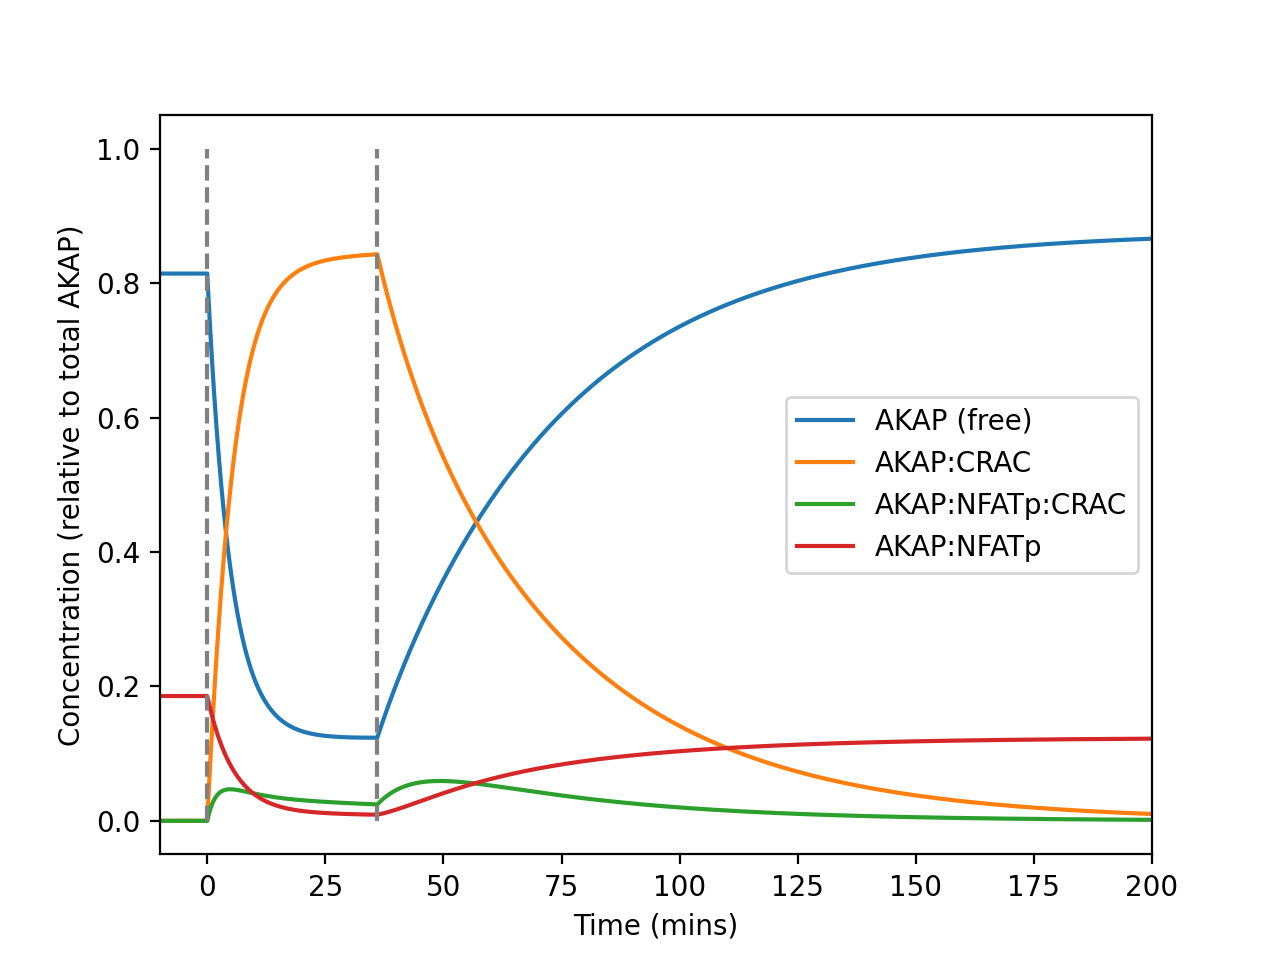 Concentration (relative to total AKAP)
1.0
0.8
0.6
0.4
0.2
0.0
AKAP (free)
AKAP:CRAC
AKAP:NFATp:CRAC
AKAP:NFATp
0 25 50 75 100 125 150 175 200
Time (mins)